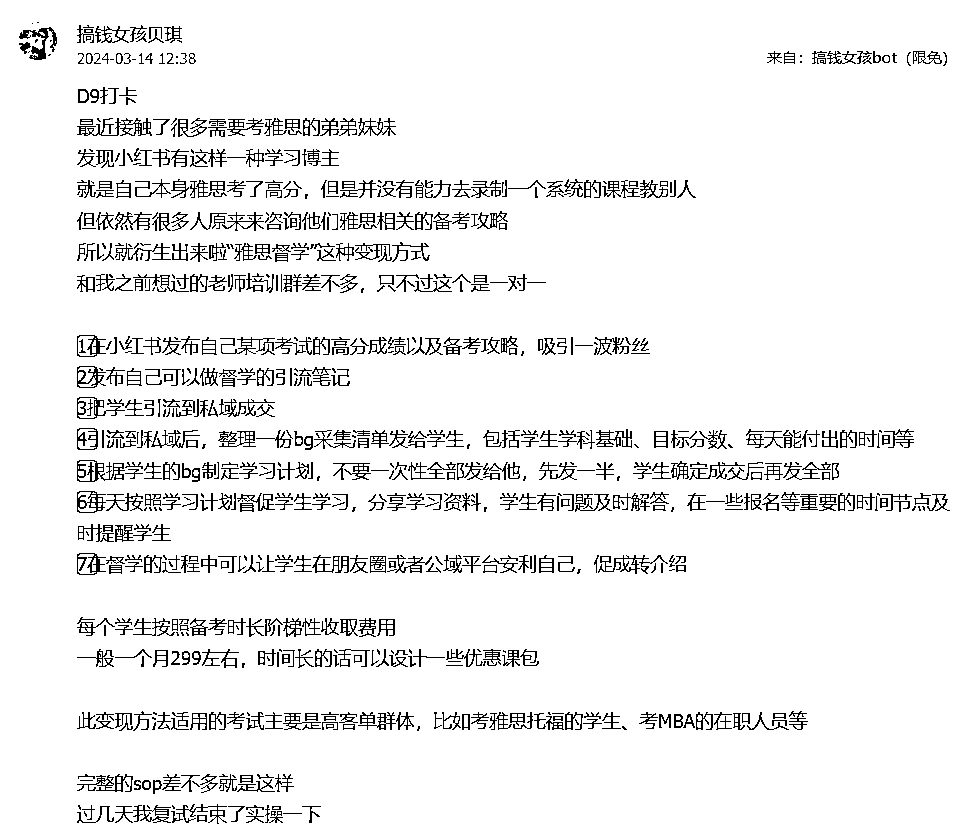 搞钱女孩贝琪
2024-03-14 12:38
来自：搞钱女孩bot（限免）
D9打卡
最近接触了很多需要考雅思的弟弟妹妹
发现小红书有这样一种学习博主
就是自己本身雅思考了高分，但是并没有能力去录制一个系统的课程教别人
但依然有很多人原来来咨询他们雅思相关的备考攻略
所以就衍生出来啦“雅思督学”这种变现方式
和我之前想过的老师培训群差不多，只不过这个是一对一
1在小红书发布自己某项考试的高分成绩以及备考攻略，吸引一波粉丝
2发布自己可以做督学的引流笔记
3把学生引流到私域成交
4引流到私域后，整理一份bg采集清单发给学生，包括学生学科基础、目标分数、每天能付出的时间等
5根据学生的bg制定学习计划，不要一次性全部发给他，先发一半，学生确定成交后再发全部
6每天按照学习计划督促学生学习，分享学习资料，学生有问题及时解答，在一些报名等重要的时间节点及
时提醒学生
7在督学的过程中可以让学生在朋友圈或者公域平台安利自己，促成转介绍
每个学生按照备考时长阶梯性收取费用
一般一个月299左右，时间长的话可以设计一些优惠课包
此变现方法适用的考试主要是高客单群体，比如考雅思托福的学生、考MBA的在职人员等
完整的sop差不多就是这样
过几天我复试结束了实操一下